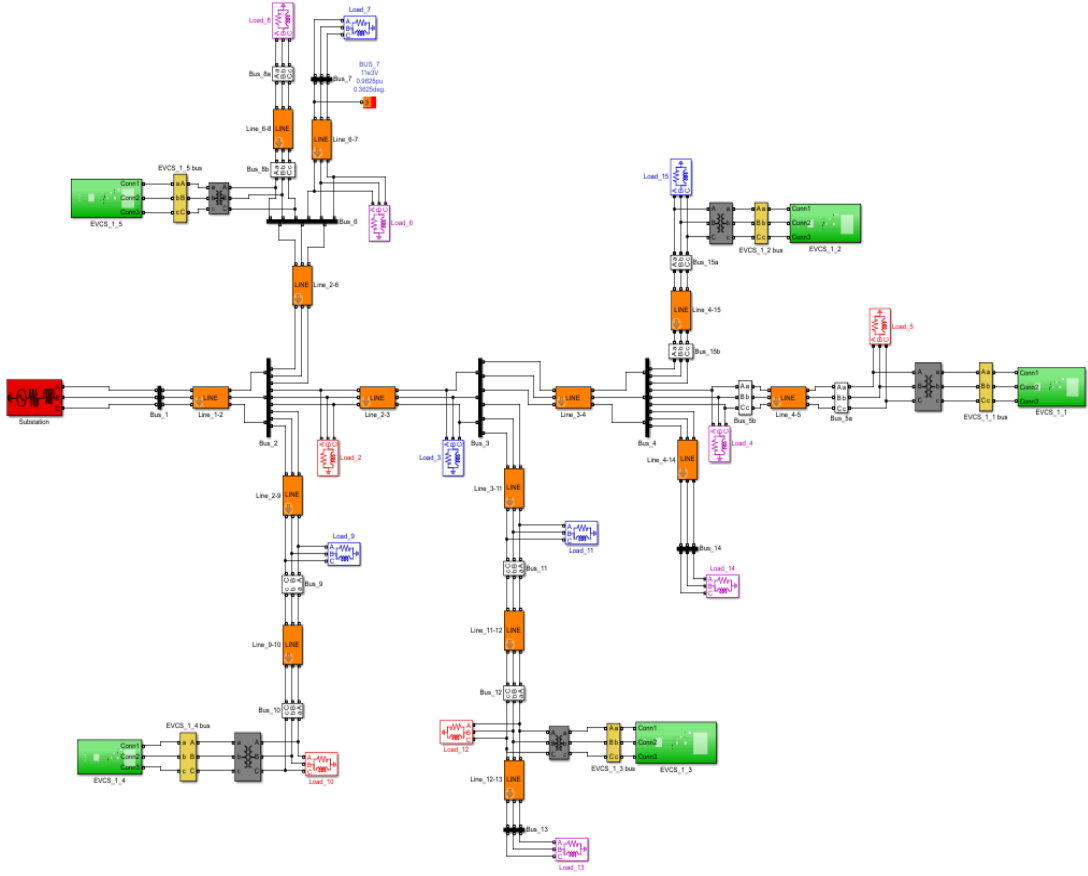 Load_8
Load_7
BUS_7
11e3V
0.9825pu
0.3625deg.
Bus_8a
Bus_7
Line_6-8
LINE
LINE
Line_6-7
EVCS_1_5 bus
Bus_8b
Conn1
Conn2
Conn3
EVCS_1_5
Load_6
Bus_6
Load_15
Conn1
Conn2
Conn3
EVCS_1_2 bus
EVCS_1_2
LINE
Line_2-6
Bus_15a
LINE
Line_4-15
Bus_15b
Load_5
Substation
Bus_1
LINE
Line_1-2
Bus_2
LINE
Line_2-3
Bus_3
LINE
Line_3-4
Bus_4
Bus_5b
LINE
Line_4-5
Bus_5a
EVCS_1_1 bus
Conn1
Conn2
Conn3
EVCS_1_1
Load_2
Load_3
Load_4
Line_4-14
LINE
Line_2-9
LINE
Line_3-11
LINE
Load_9
Load_11
Bus_9
Bus_11
Bus_14
Load_14
Line_9-10
LINE
Line_11-12
LINE
Bus_10
Bus_12
EVCS_1_4 bus
Conn1
Conn2
Conn3
EVCS_1_4
Load_10
Load_12
Conn1
Conn2
Conn3
EVCS_1_3 bus
EVCS_1_3
Line_12-13
LINE
Bus_13
Load_13